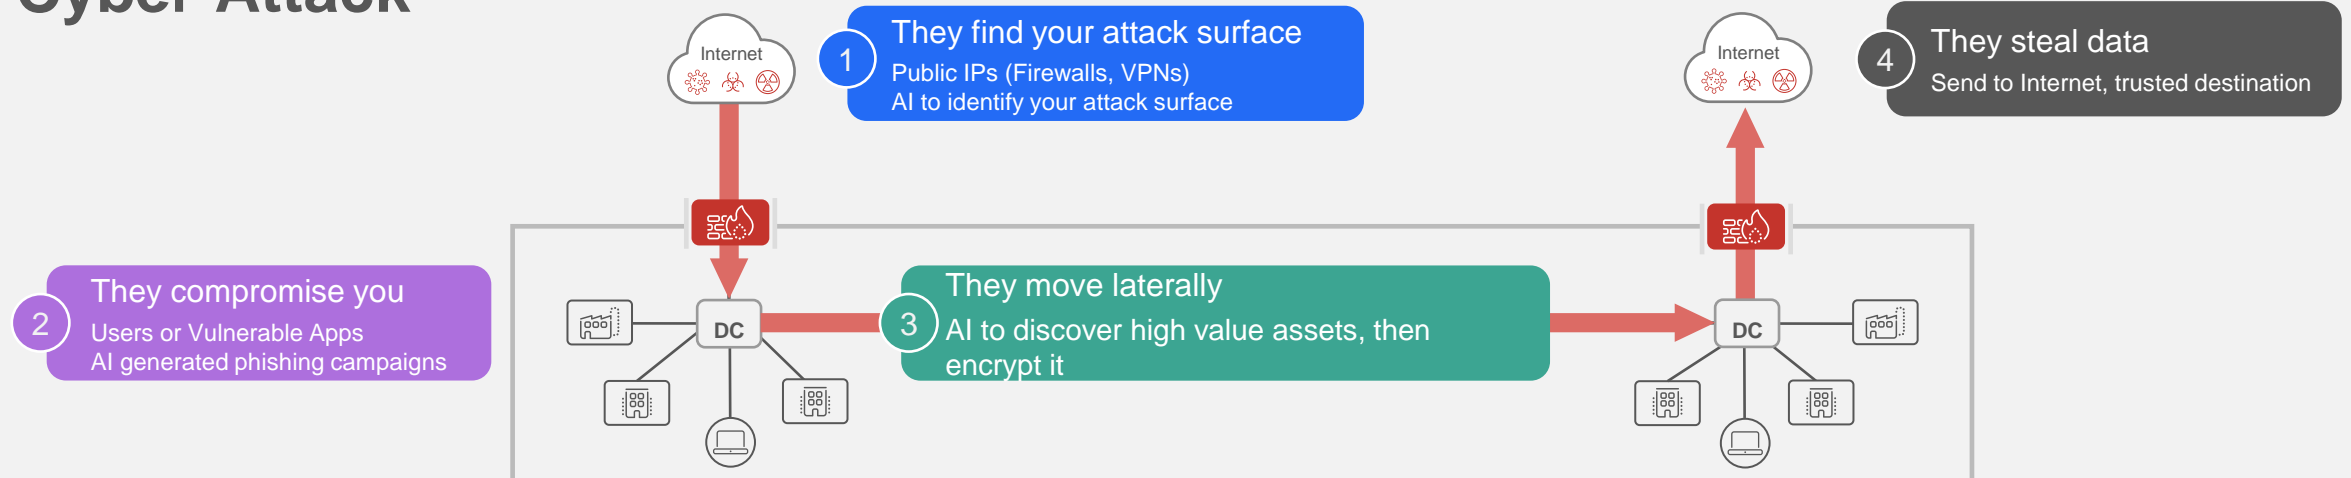 Cyber Attack
Internet
1
They find your attack surface
Public IPs (Firewalls, VPNs)
AI to identify your attack surface
Internet
4
They steal data
Send to Internet, trusted destination
2
They compromise you
Users or Vulnerable Apps
AI generated phishing campaigns
DC
3
They move laterally
AI to discover high value assets, then
encrypt it
DC